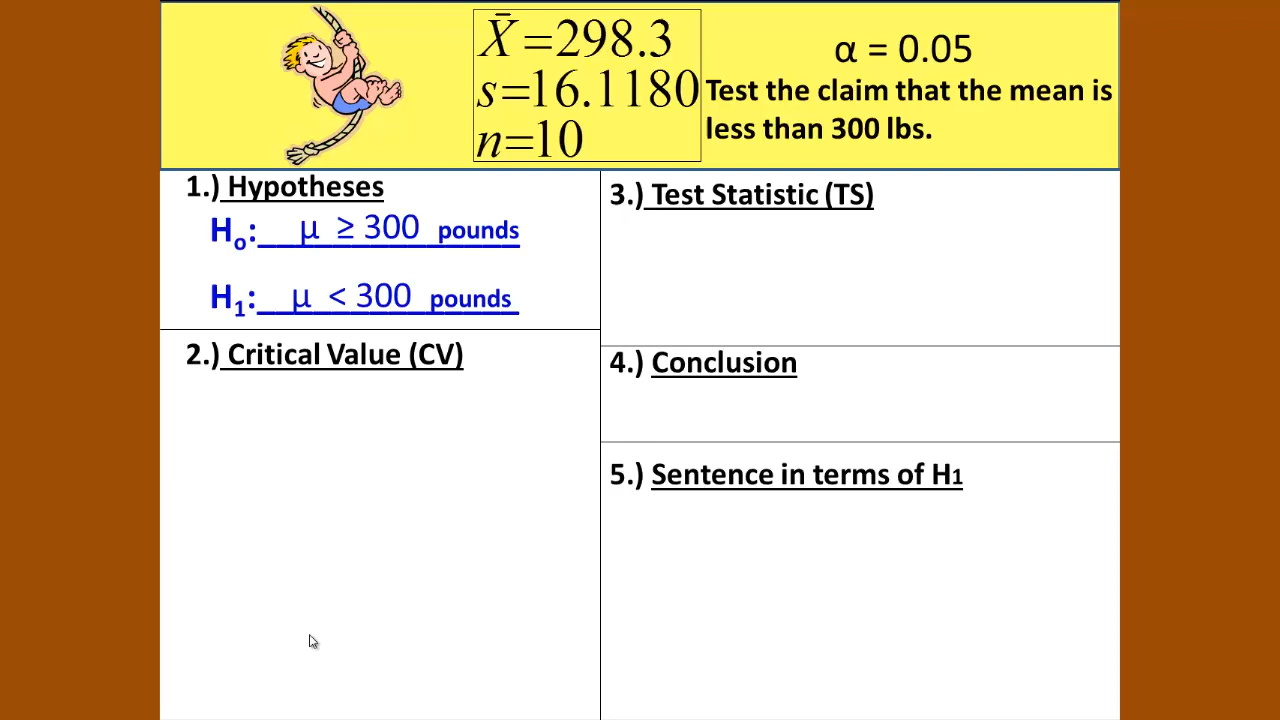 X̄ =298.3
s=16.1180
n=10
α = 0.05
Test the claim that the mean is
less than 300 lbs.
1.) Hypotheses
Ho:__μ ≥ 300 pounds
H1:__μ < 300 pounds
2.) Critical Value (CV)
3.) Test Statistic (TS)
4.) Conclusion
5.) Sentence in terms of H1